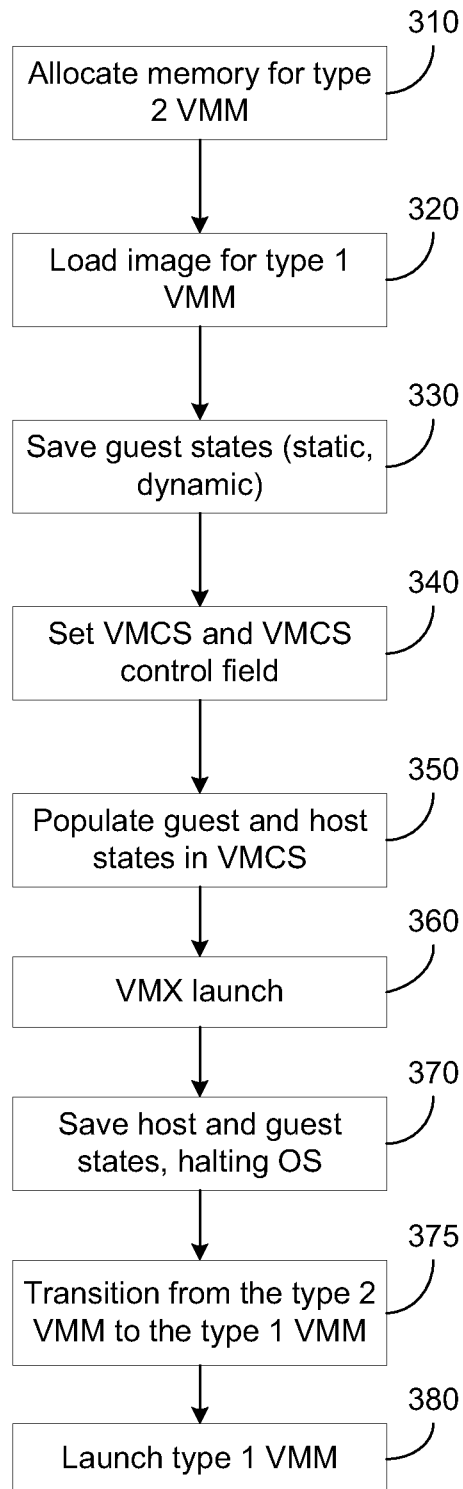 310
Allocate memory for type
2 VMM
320
Load image for type 1
VMM
330
Save guest states (static,
dynamic)
340
Set VMCS and VMCS
control field
350
Populate guest and host
states in VMCS
360
VMX launch
370
Save host and guest
states, halting OS
375
Transition from the type 2
VMM to the type 1 VMM
380
Launch type 1 VMM